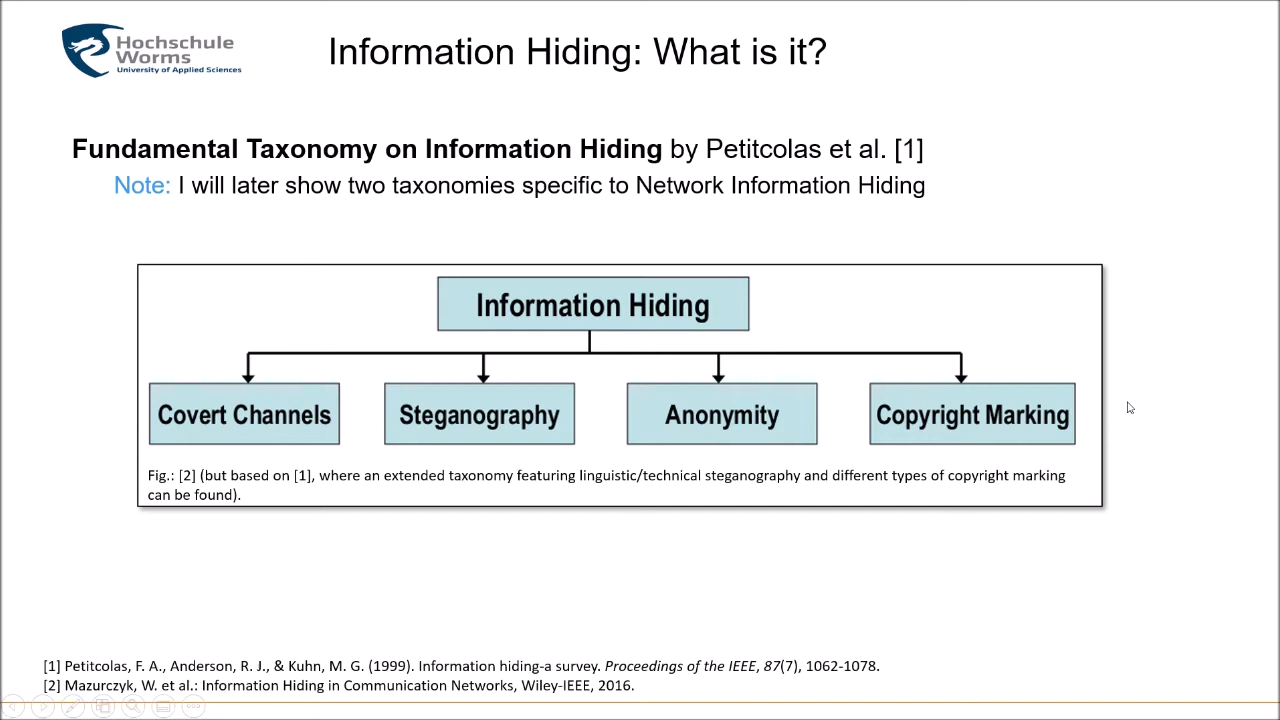 Hochschule
Worms
University of Applied Sciences
Information Hiding: What is it?
Fundamental Taxonomy on Information Hiding by Petitcolas et al. [1]
Note: I will later show two taxonomies specific to Network Information Hiding
Information Hiding
Covert Channels
Steganography
Anonymity
Copyright Marking
Fig.: [2] (but based on [1], where an extended taxonomy featuring linguistic/technical steganography and different types of copyright marking
can be found).
[1] Petitcolas, F. A., Anderson, R. J., & Kuhn, M. G. (1999). Information hiding-a survey. Proceedings of the IEEE, 87(7), 1062-1078.
[2] Mazurczyk, W. et al.: Information Hiding in Communication Networks, Wiley-IEEE, 2016.